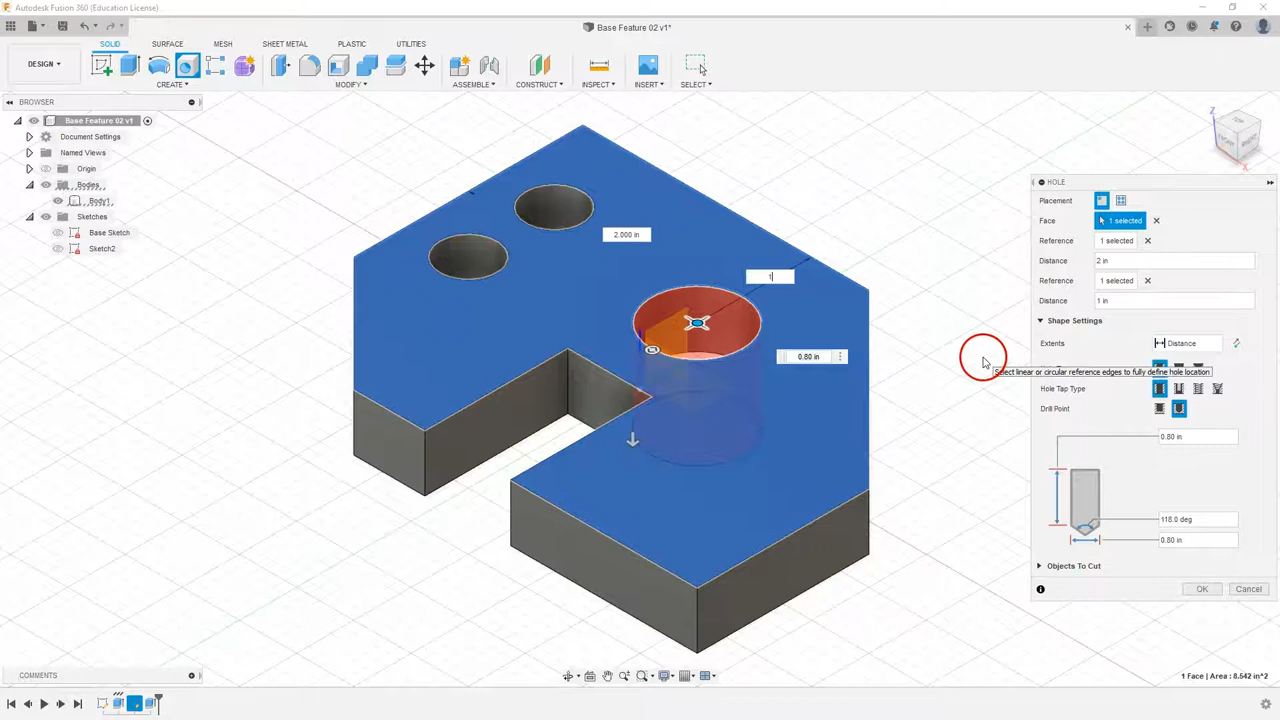 Autodesk Fusion 360 (Education License)
Base Feature 02 v1*
SOLID SURFACE MESH SHEET METAL PLASTIC UTILITIES
DESIGN
CREATE MODIFY ASSEMBLE CONSTRUCT INSPECT INSERT SELECT
BROWSER
Base Feature 02 v1
Document Settings
Named Views
Origin
Bodies
Body1
Sketches
Base Sketch
Sketch2
2.000 in
1
0.80 in
TOP
FRONT
RIGHT
Z
X
HOLE
Placement
Face 1 selected
Reference 1 selected
Distance 2 in
Reference 1 selected
Distance 1 in
Shape Settings
Extents Distance
Select linear or circular reference edges to fully define hole location
Hole Tap Type
Drill Point
0.80 in
118.0 deg
0.80 in
Objects To Cut
OK Cancel
COMMENTS
1 Face | Area : 8.542 in^2